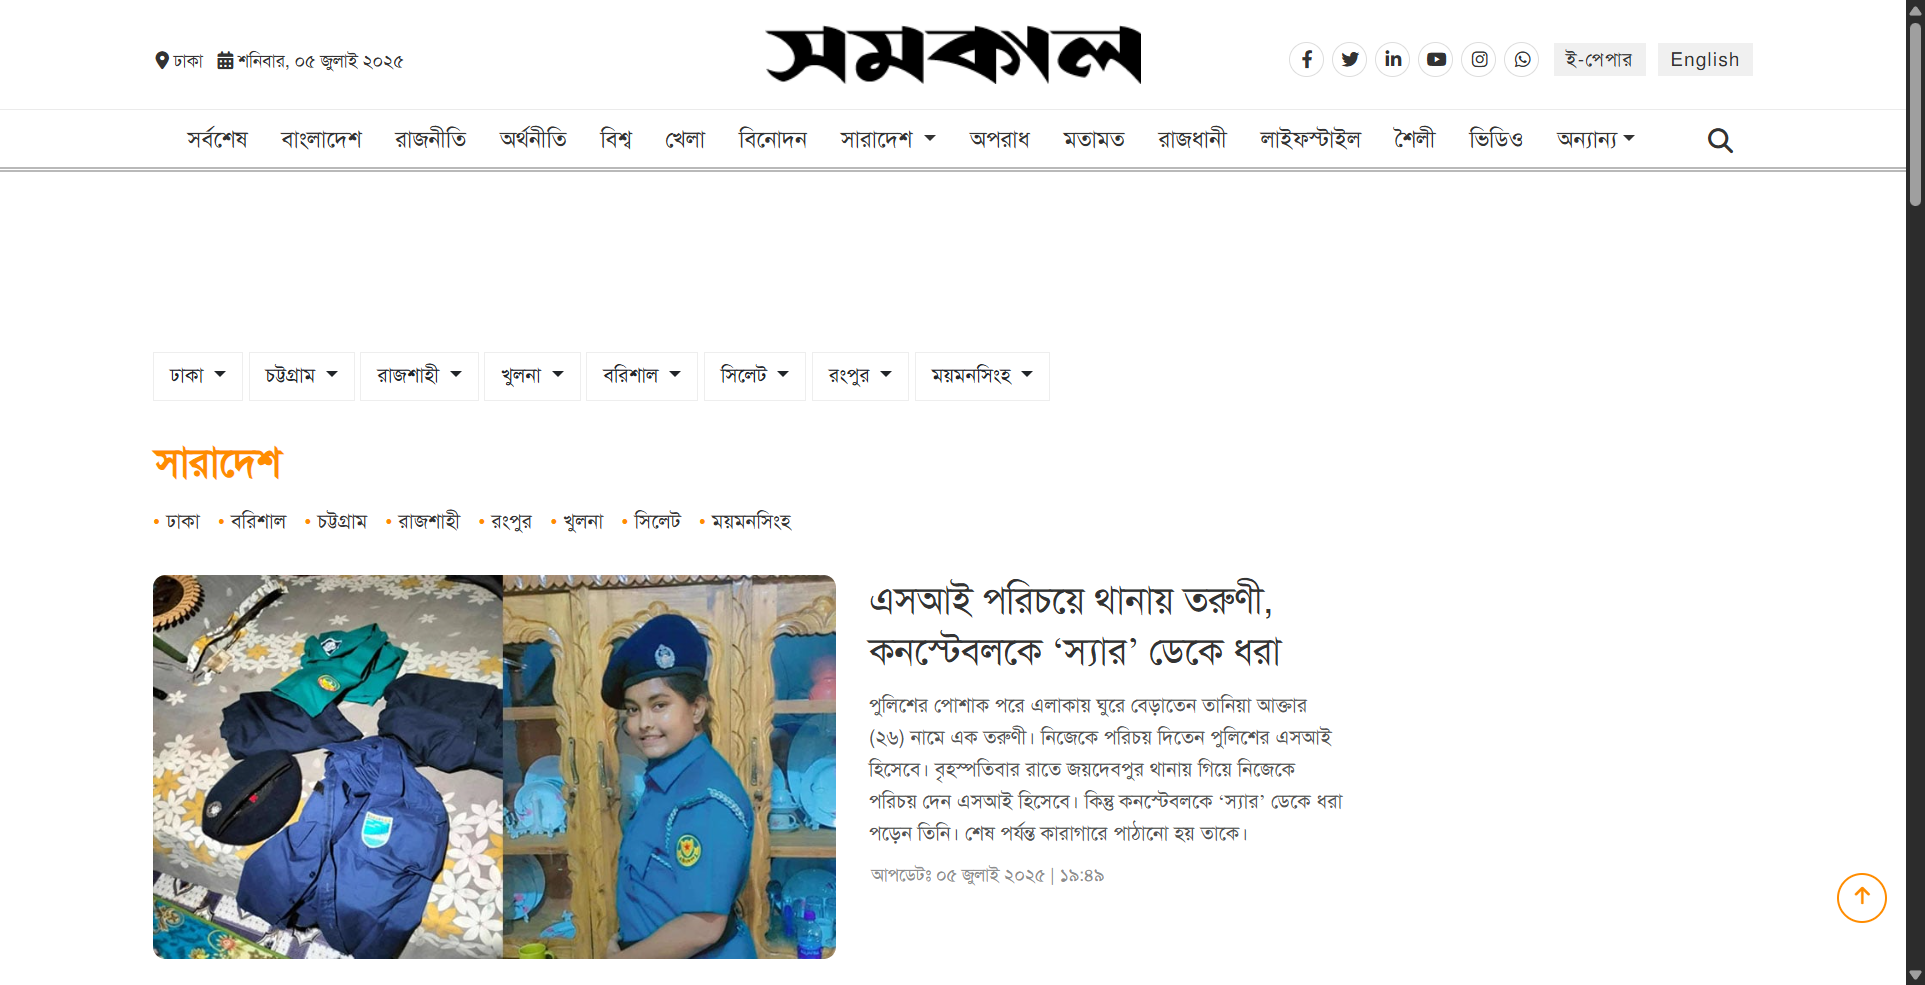 ঢাকা শনিবার, ০৫ জুলাই ২০২৫
সমকাল
ই-পেপার English
সর্বশেষ বাংলাদেশ রাজনীতি অর্থনীতি বিশ্ব খেলা বিনোদন সারাদেশ অপরাধ মতামত রাজধানী লাইফস্টাইল শৈলী ভিডিও অন্যান্য
ঢাকা চট্টগ্রাম রাজশাহী খুলনা বরিশাল সিলেট রংপুর ময়মনসিংহ
সারাদেশ
• ঢাকা • বরিশাল • চট্টগ্রাম • রাজশাহী • রংপুর • খুলনা • সিলেট • ময়মনসিংহ
এসআই পরিচয়ে থানায় তরুণী,
কনস্টেবলকে ‘স্যার’ ডেকে ধরা
পুলিশের পোশাক পরে এলাকায় ঘুরে বেড়াতেন তানিয়া আক্তার
(২৬) নামে এক তরুণী। নিজেকে পরিচয় দিতেন পুলিশের এসআই
হিসেবে। বৃহস্পতিবার রাতে জয়দেবপুর থানায় গিয়ে নিজেকে
পরিচয় দেন এসআই হিসেবে। কিন্তু কনস্টেবলকে ‘স্যার’ ডেকে ধরা
পড়েন তিনি। শেষ পর্যন্ত কারাগারে পাঠানো হয় তাকে।
আপডেটঃ ০৫ জুলাই ২০২৫ | ১৯:৪৯